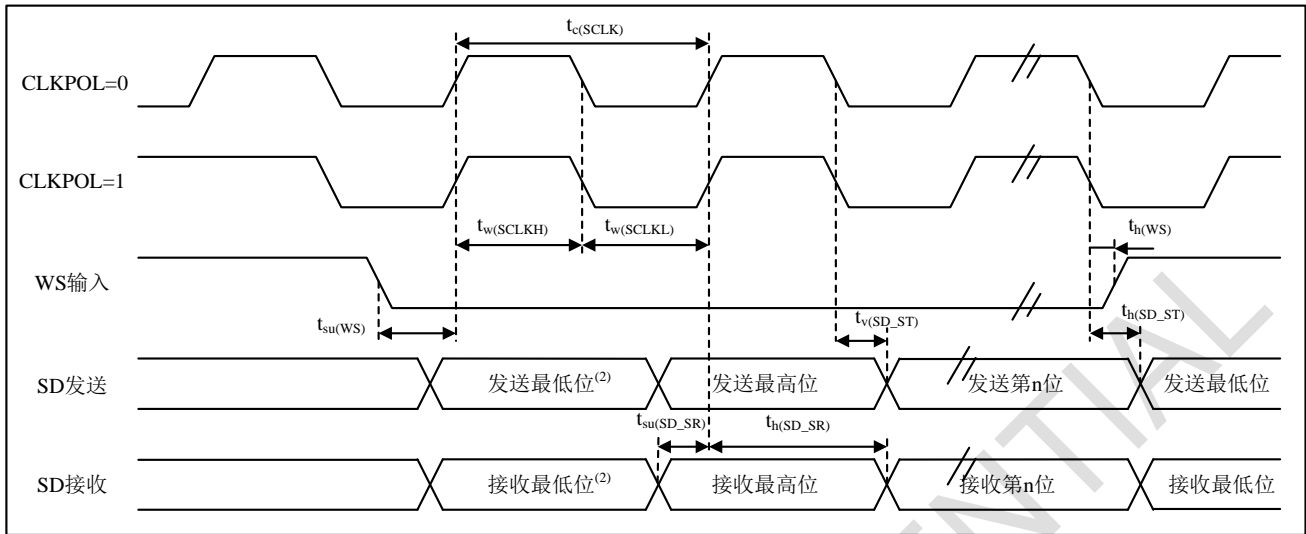 t_c(SCLK)
CLKPOL=0
CLKPOL=1
t_w(SCLKH) t_w(SCLKL)
t_h(WS)
WS输入
t_su(WS)
t_v(SD_ST)
t_h(SD_ST)
SD发送 发送最低位(2) 发送最高位 发送第n位 发送最低位
t_su(SD_SR) t_h(SD_SR)
SD接收 接收最低位(2) 接收最高位 接收第n位 接收最低位
ENTIAL